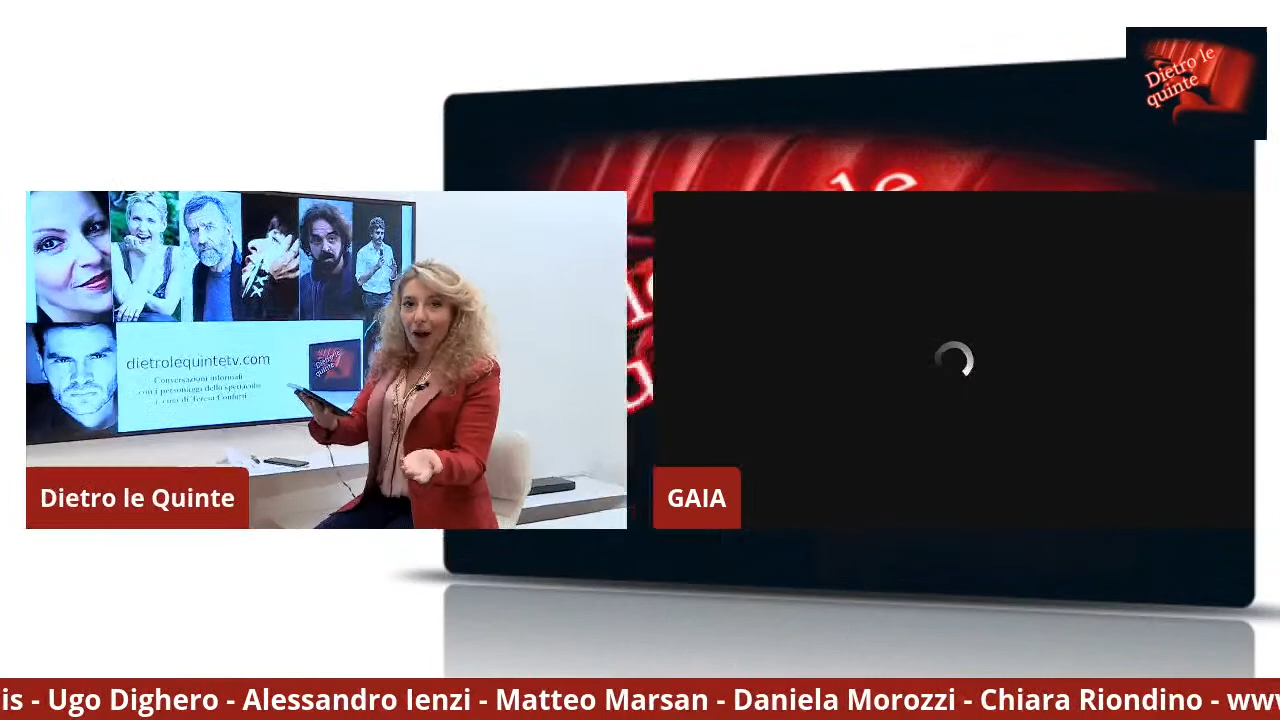 Dietro le
quinte
le
dietrolequintetv.com
Conversazioni informali
con i personaggi dello spettacolo
a cura di Teresa Conforti
Dietro le Quinte
GAIA
is - Ugo Dighero - Alessandro Ienzi - Matteo Marsan - Daniela Morozzi - Chiara Riondino - www